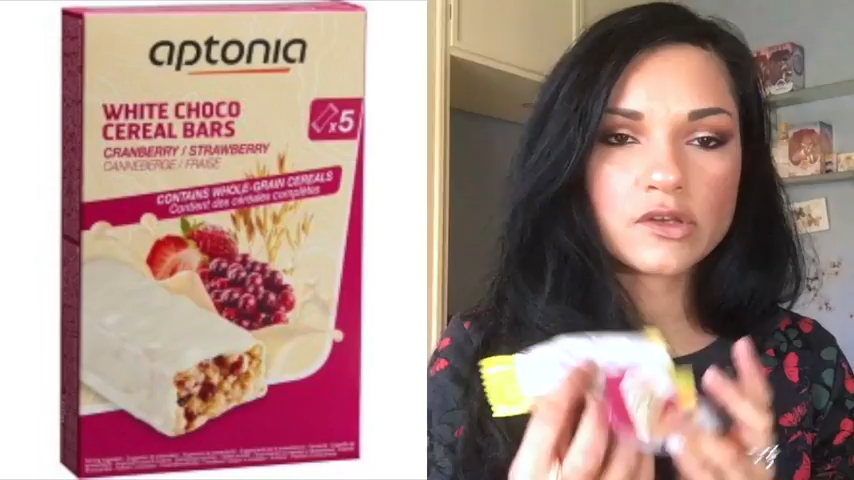 aptonia
WHITE CHOCO
CEREAL BARS
x5
CRANBERRY / STRAWBERRY
CANNEBERGE / FRAISE
CONTAINS WHOLE-GRAIN CEREALS
Contient des céréales complètes